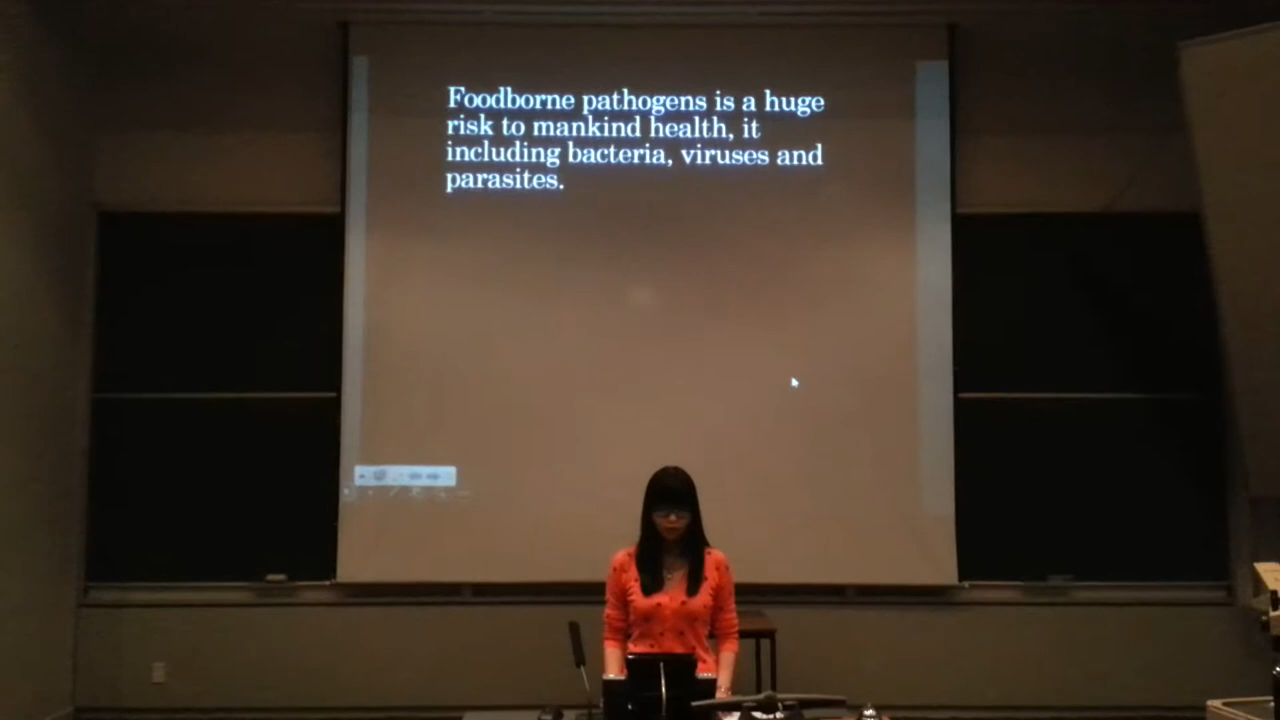 Foodborne pathogens is a huge
risk to mankind health, it
including bacteria, viruses and
parasites.